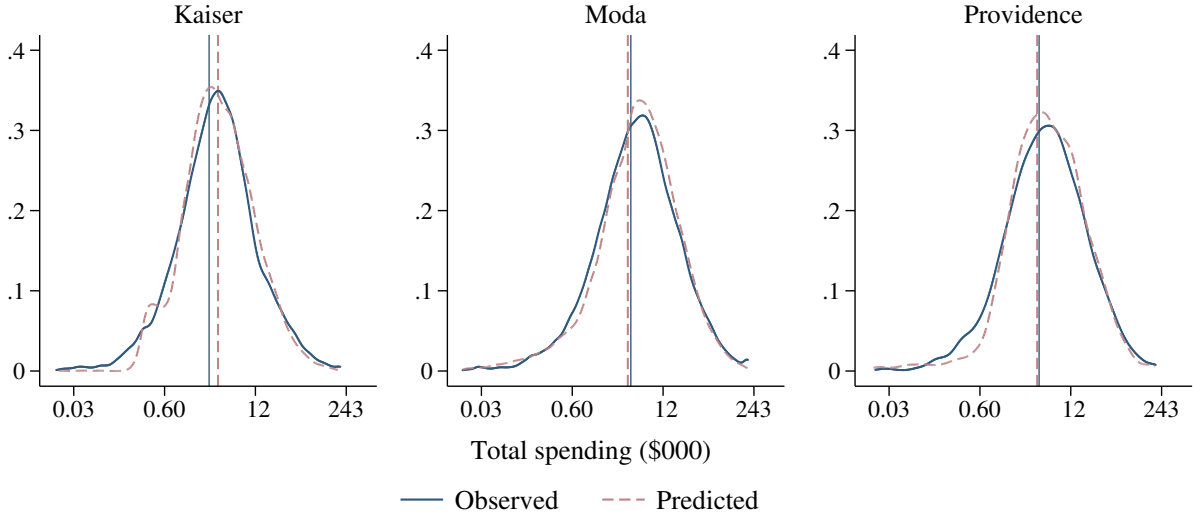 Kaiser Moda Providence
.4 .4 .4
.3 .3 .3
.2 .2 .2
.1 .1 .1
0 0 0
0.03 0.60 12 243 0.03 0.60 12 243 0.03 0.60 12 243
Total spending ($000)
Observed Predicted